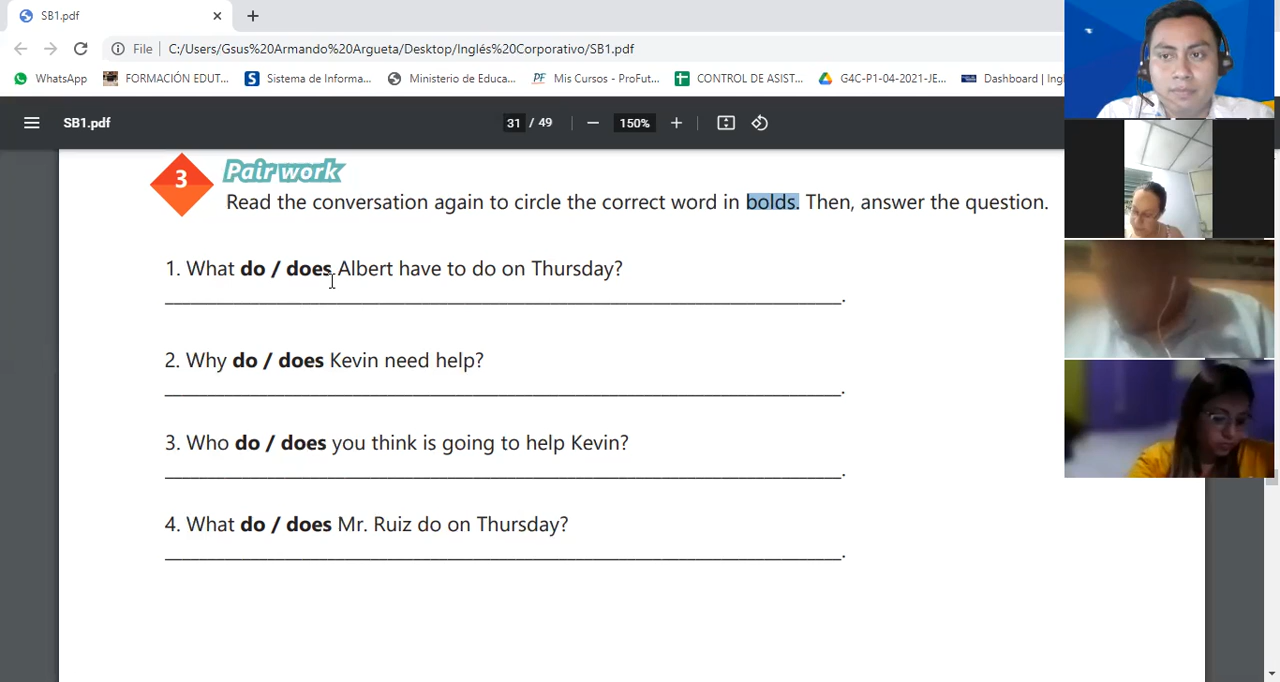 SB1.pdf
File C:/Users/Gsus%20Armando%20Argueta/Desktop/Inglés%20Corporativo/SB1.pdf
WhatsApp FORMACIÓN EDUT... Sistema de Informa... Ministerio de Educa... PF Mis Cursos - ProFut... CONTROL DE ASIST... G4C-P1-04-2021-JE... Dashboard | Ingl
SB1.pdf 31 / 49 150%
3 Pair work
Read the conversation again to circle the correct word in bolds. Then, answer the question.
1. What do / does Albert have to do on Thursday?
.
2. Why do / does Kevin need help?
.
3. Who do / does you think is going to help Kevin?
.
4. What do / does Mr. Ruiz do on Thursday?
.